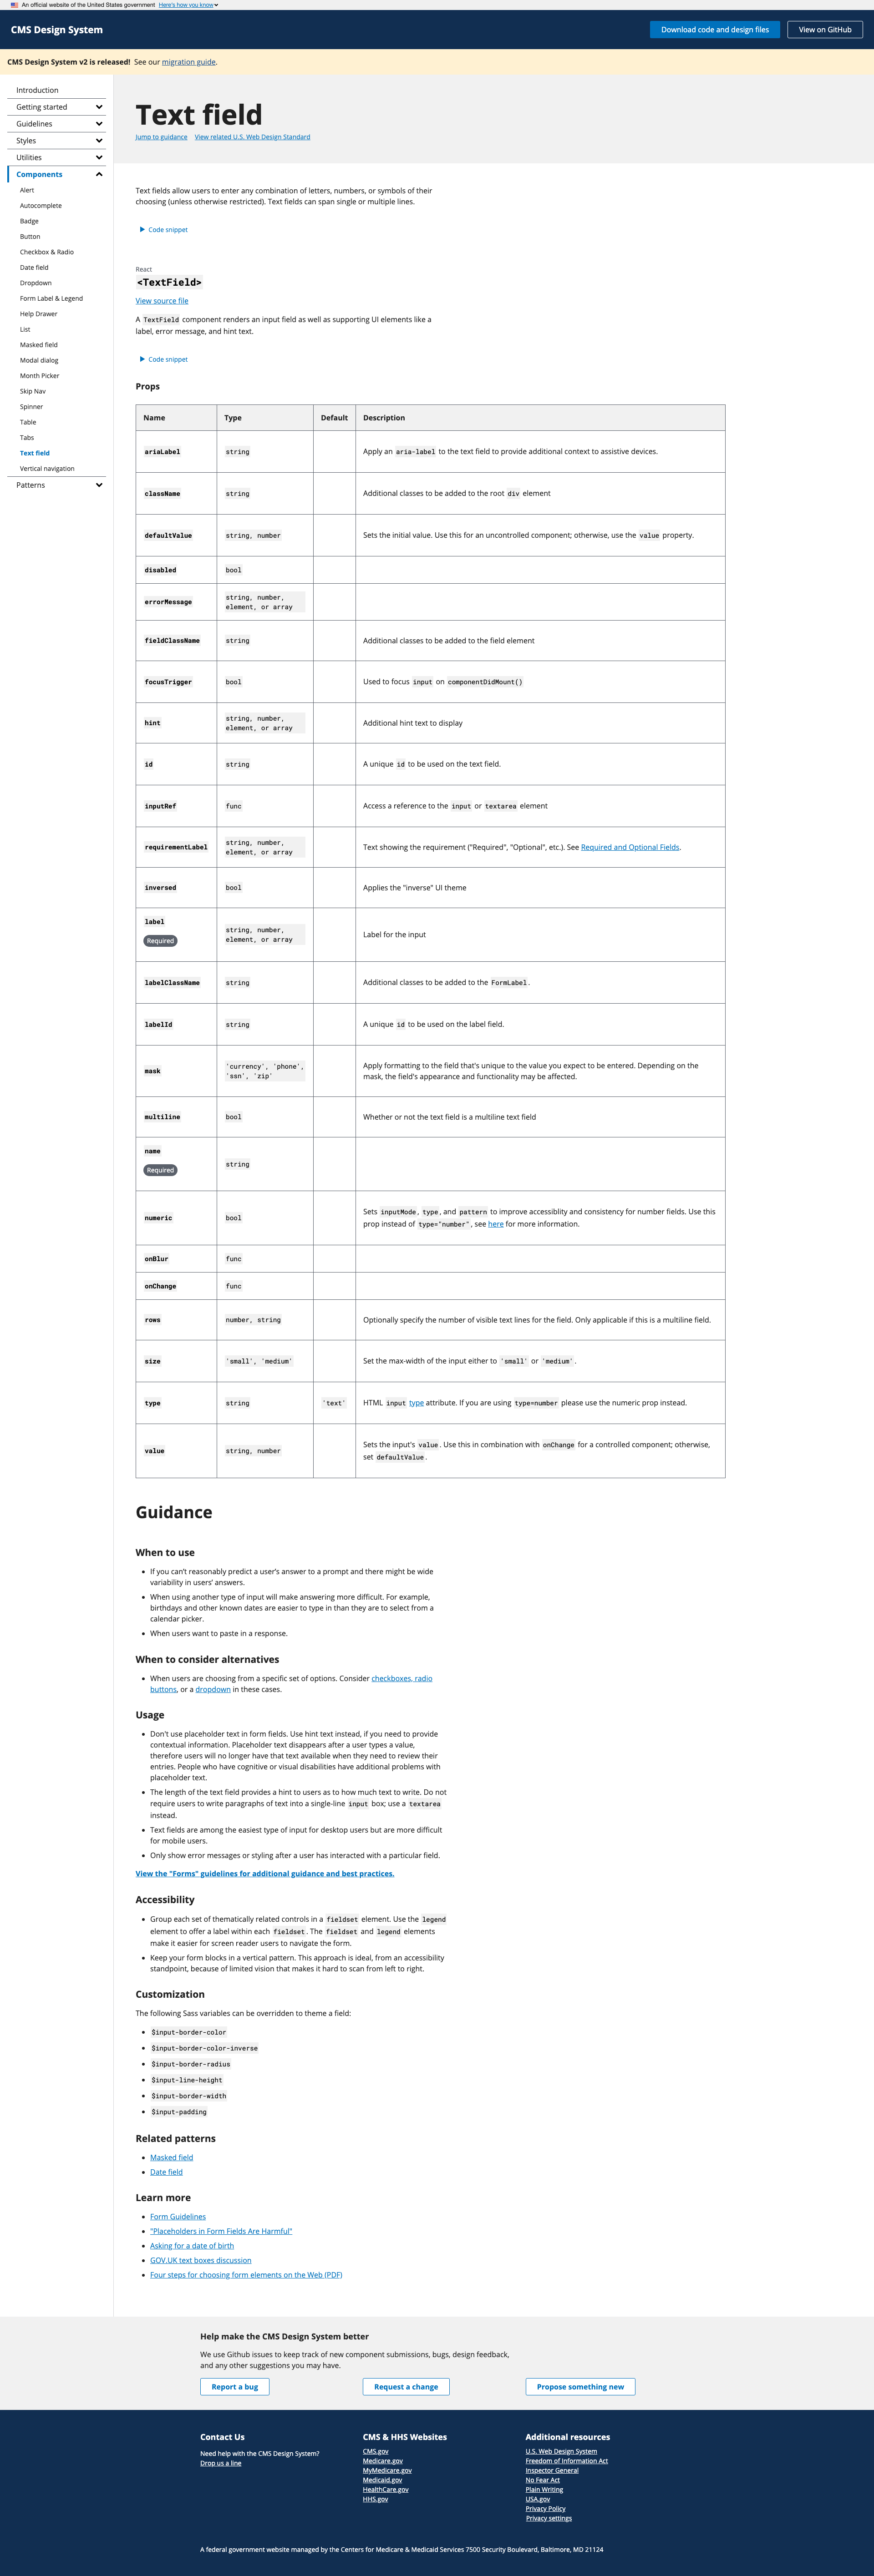 An official website of the United States government Here's how you know
CMS Design System
Download code and design files
View on GitHub
CMS Design System v2 is released! See our migration guide.
Introduction
Getting started
Guidelines
Styles
Utilities
Components
Alert
Autocomplete
Badge
Button
Checkbox & Radio
Date field
Dropdown
Form Label & Legend
Help Drawer
List
Masked field
Modal dialog
Month Picker
Skip Nav
Spinner
Table
Tabs
Text field
Vertical navigation
Patterns
Text field
Jump to guidance View related U.S. Web Design Standard
Text fields allow users to enter any combination of letters, numbers, or symbols of their
choosing (unless otherwise restricted). Text fields can span single or multiple lines.
Code snippet
React
<TextField>
View source file
A TextField component renders an input field as well as supporting UI elements like a
label, error message, and hint text.
Code snippet
Props
Name Type Default Description
ariaLabel string Apply an aria-label to the text field to provide additional context to assistive devices.
className string Additional classes to be added to the root div element
defaultValue string, number Sets the initial value. Use this for an uncontrolled component; otherwise, use the value property.
disabled bool
errorMessage string, number,
element, or array
fieldClassName string Additional classes to be added to the field element
focusTrigger bool Used to focus input on componentDidMount()
hint string, number,
element, or array Additional hint text to display
id string A unique id to be used on the text field.
inputRef func Access a reference to the input or textarea element
requirementLabel string, number,
element, or array Text showing the requirement ("Required", "Optional", etc.). See Required and Optional Fields.
inversed bool Applies the "inverse" UI theme
label
Required string, number,
element, or array Label for the input
labelClassName string Additional classes to be added to the FormLabel.
labelId string A unique id to be used on the label field.
mask 'currency', 'phone',
'ssn', 'zip' Apply formatting to the field that's unique to the value you expect to be entered. Depending on the
mask, the field's appearance and functionality may be affected.
multiline bool Whether or not the text field is a multiline text field
name
Required string
numeric bool Sets inputMode, type, and pattern to improve accessiblity and consistency for number fields. Use this
prop instead of type="number", see here for more information.
onBlur func
onChange func
rows number, string Optionally specify the number of visible text lines for the field. Only applicable if this is a multiline field.
size 'small', 'medium' Set the max-width of the input either to 'small' or 'medium'.
type string 'text' HTML input type attribute. If you are using type=number please use the numeric prop instead.
value string, number Sets the input's value. Use this in combination with onChange for a controlled component; otherwise,
set defaultValue.
Guidance
When to use
If you can't reasonably predict a user's answer to a prompt and there might be wide
variability in users' answers.
When using another type of input will make answering more difficult. For example,
birthdays and other known dates are easier to type in than they are to select from a
calendar picker.
When users want to paste in a response.
When to consider alternatives
When users are choosing from a specific set of options. Consider checkboxes, radio
buttons, or a dropdown in these cases.
Usage
Don't use placeholder text in form fields. Use hint text instead, if you need to provide
contextual information. Placeholder text disappears after a user types a value,
therefore users will no longer have that text available when they need to review their
entries. People who have cognitive or visual disabilities have additional problems with
placeholder text.
The length of the text field provides a hint to users as to how much text to write. Do not
require users to write paragraphs of text into a single-line input box; use a textarea
instead.
Text fields are among the easiest type of input for desktop users but are more difficult
for mobile users.
Only show error messages or styling after a user has interacted with a particular field.
View the "Forms" guidelines for additional guidance and best practices.
Accessibility
Group each set of thematically related controls in a fieldset element. Use the legend
element to offer a label within each fieldset. The fieldset and legend elements
make it easier for screen reader users to navigate the form.
Keep your form blocks in a vertical pattern. This approach is ideal, from an accessibility
standpoint, because of limited vision that makes it hard to scan from left to right.
Customization
The following Sass variables can be overridden to theme a field:
$input-border-color
$input-border-color-inverse
$input-border-radius
$input-line-height
$input-border-width
$input-padding
Related patterns
Masked field
Date field
Learn more
Form Guidelines
"Placeholders in Form Fields Are Harmful"
Asking for a date of birth
GOV.UK text boxes discussion
Four steps for choosing form elements on the Web (PDF)
Help make the CMS Design System better
We use Github issues to keep track of new component submissions, bugs, design feedback,
and any other suggestions you may have.
Report a bug
Request a change
Propose something new
Contact Us
Need help with the CMS Design System?
Drop us a line
CMS & HHS Websites
CMS.gov
Medicare.gov
MyMedicare.gov
Medicaid.gov
HealthCare.gov
HHS.gov
Additional resources
U.S. Web Design System
Freedom of Information Act
Inspector General
No Fear Act
Plain Writing
USA.gov
Privacy Policy
Privacy settings
A federal government website managed by the Centers for Medicare & Medicaid Services 7500 Security Boulevard, Baltimore, MD 21124